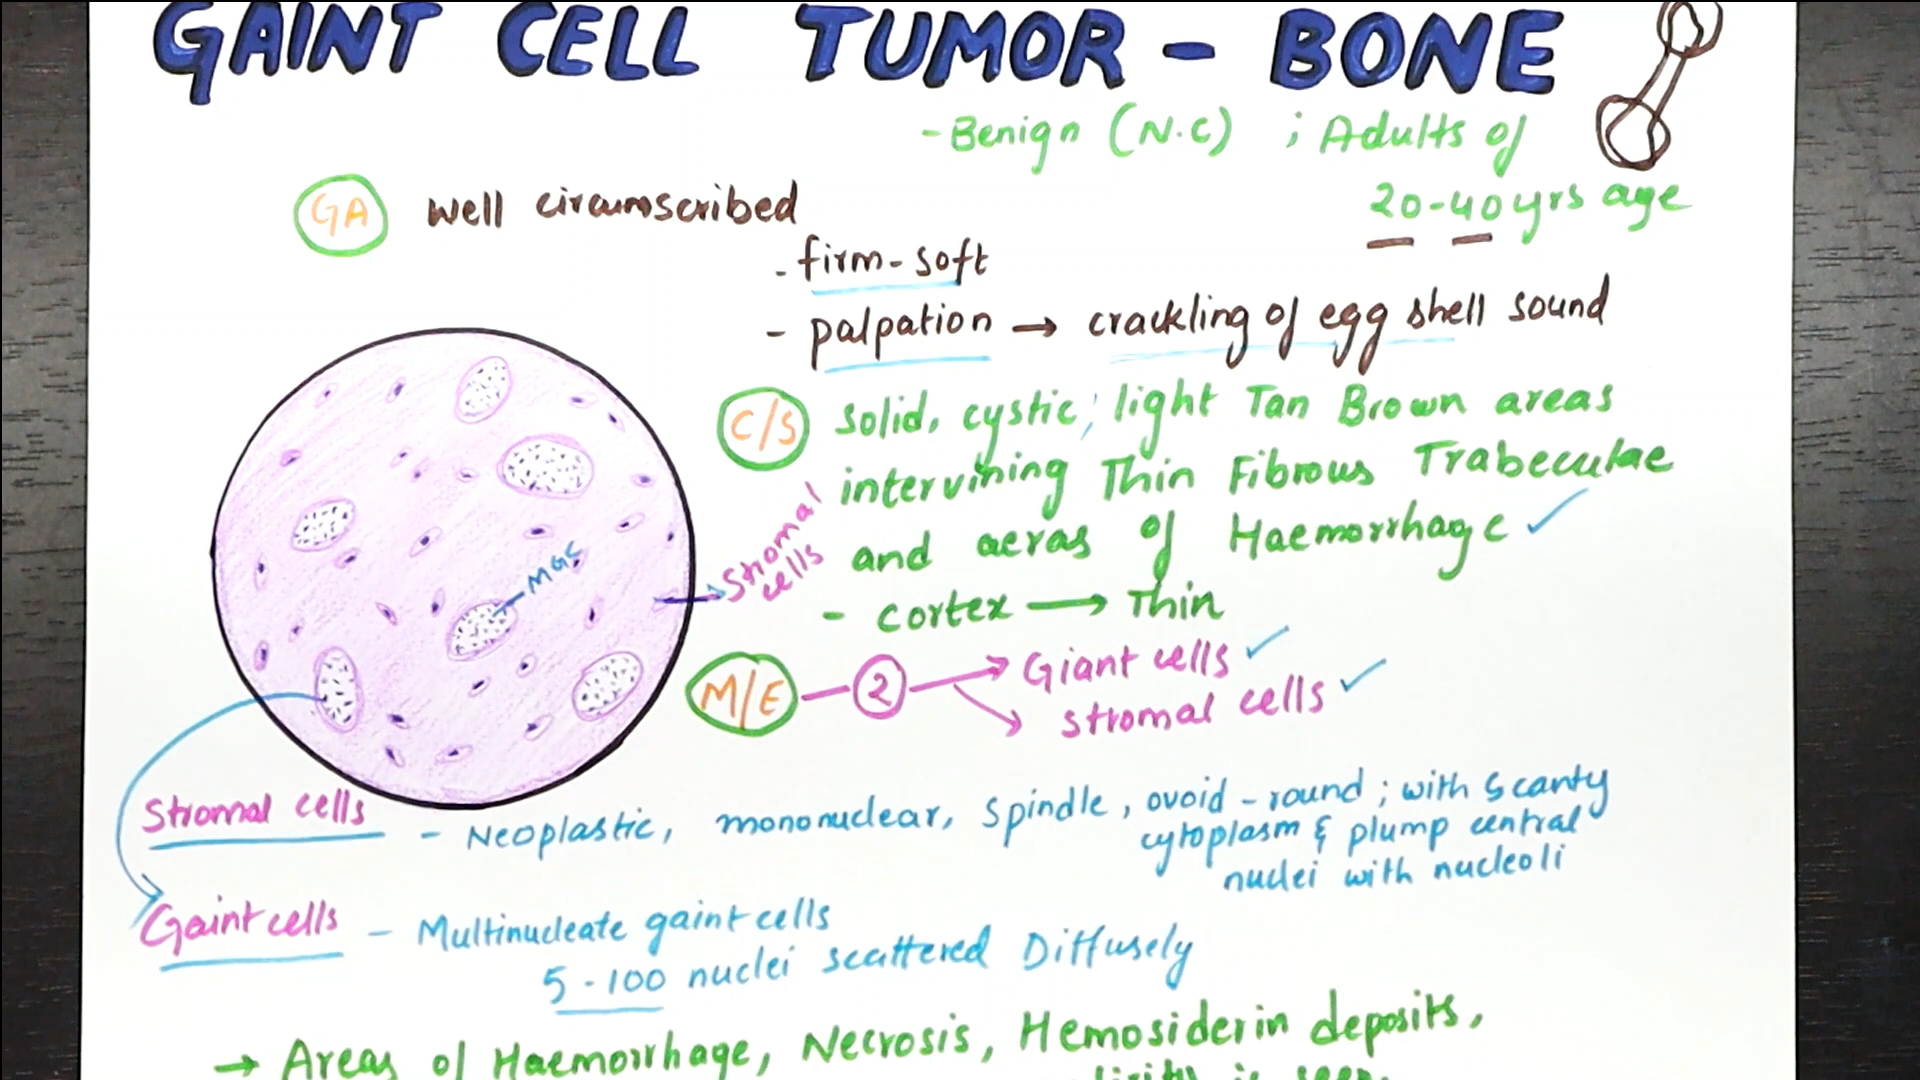 GAINT CELL TUMOR - BONE
- Benign (N.C) ; Adults of
20-40yrs age
GA well circumscribed
- firm-soft
- palpation → crackling of egg shell sound
C/S solid, cystic; light Tan Brown areas
intervining Thin Fibrous Trabeculae
and aeras of Haemorrhage ✓
- cortex → Thin
MGC
Stromal
cells
M/E - 2 → Giant cells ✓
→ stromal cells ✓
Stromal cells - Neoplastic, mononuclear, spindle, ovoid - round ; with scanty
cytoplasm & plump central
nuclei with nucleoli
Gaint cells - Multinucleate gaint cells
5-100 nuclei scattered Diffusely
→ Areas of Haemorrhage, Necrosis, Hemosiderin deposits,
is seen.